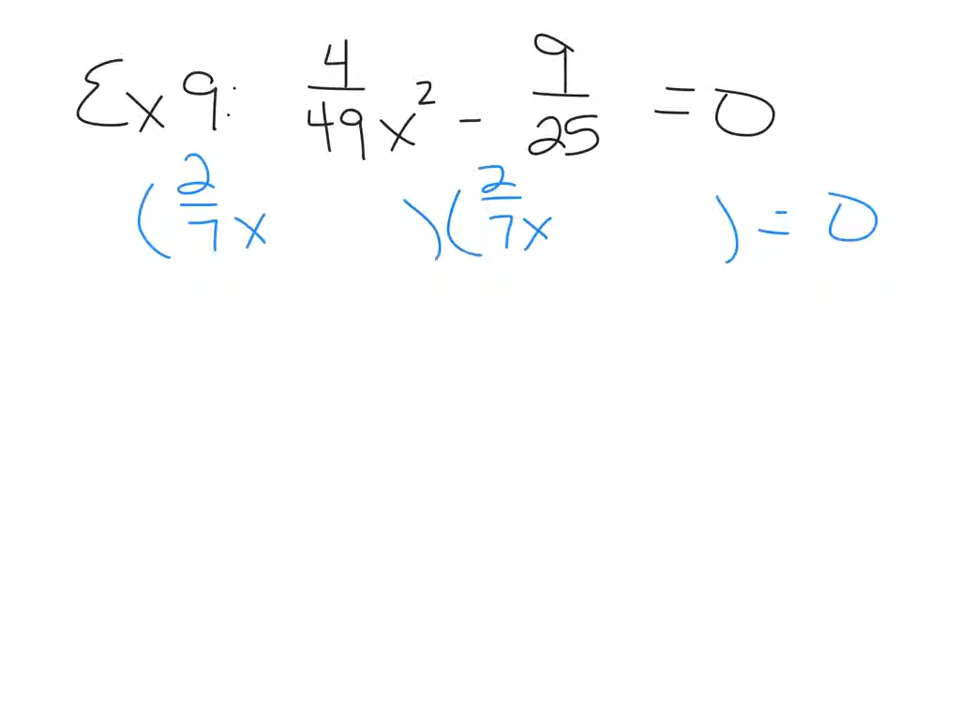 Ex 9: 4/49 x² - 9/25 = 0
(2/7 x )(2/7 x ) = 0